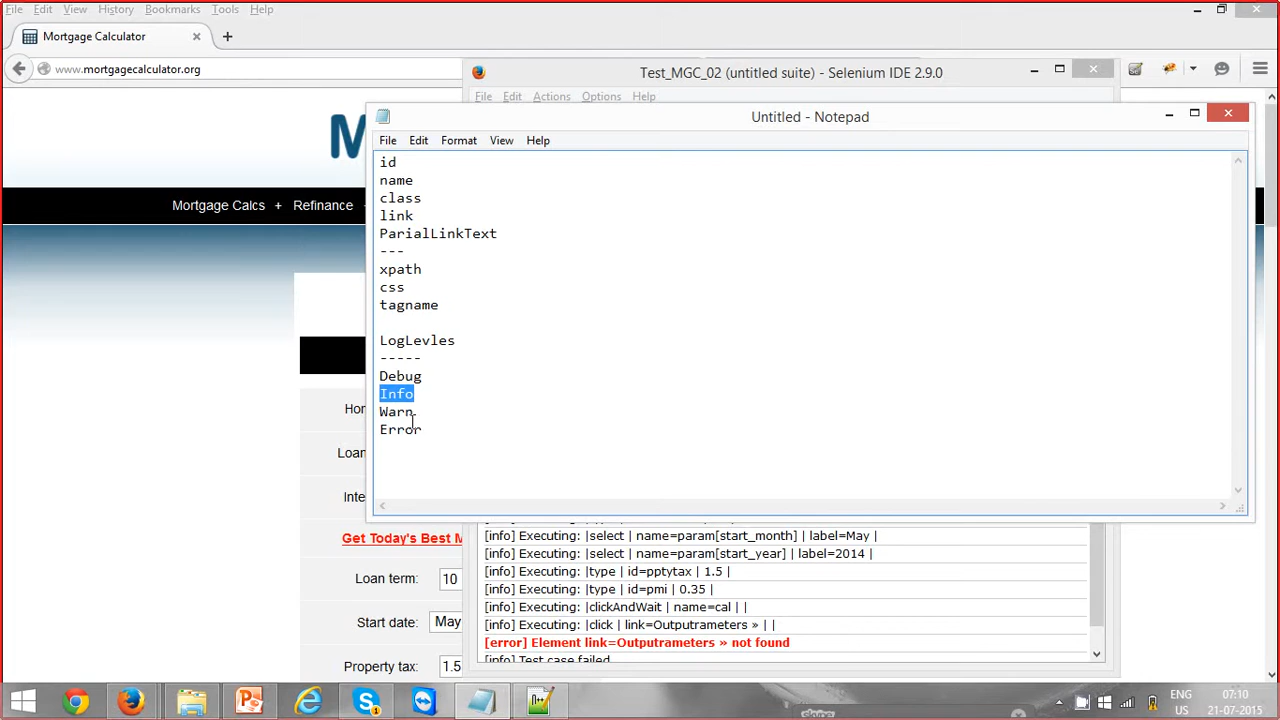 File Edit View History Bookmarks Tools Help
Mortgage Calculator
www.mortgagecalculator.org
Test_MGC_02 (untitled suite) - Selenium IDE 2.9.0
File Edit Actions Options Help
Untitled - Notepad
File Edit Format View Help
id
name
class
link
ParialLinkText
---
xpath
css
tagname
LogLevles
-----
Debug
Info
Warn
Error
M
Mortgage Calcs + Refinance
Get Today's Best M
Loan term: 10
Start date: May
Property tax: 1.5
[info] Executing: |select | name=param[start_month] | label=May |
[info] Executing: |select | name=param[start_year] | label=2014 |
[info] Executing: |type | id=pptytax | 1.5 |
[info] Executing: |type | id=pmi | 0.35 |
[info] Executing: |clickAndWait | name=cal | |
[info] Executing: |click | link=Outputrameters » | |
[error] Element link=Outputrameters » not found
[info] Test case failed
ENG
US
07:10
21-07-2015